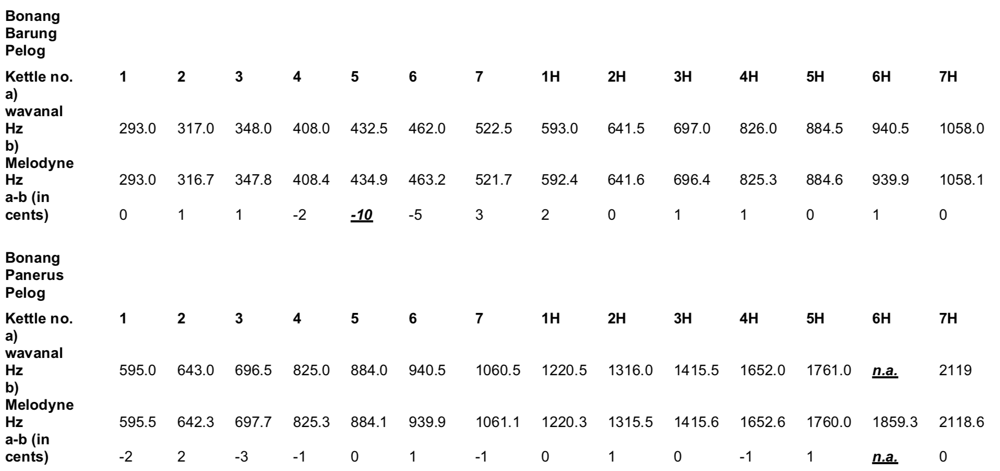 Bonang
Barung
Pelog
Kettle no. 1 2 3 4 5 6 7 1H 2H 3H 4H 5H 6H 7H
a)
wavanal
Hz 293.0 317.0 348.0 408.0 432.5 462.0 522.5 593.0 641.5 697.0 826.0 884.5 940.5 1058.0
b)
Melodyne
Hz 293.0 316.7 347.8 408.4 434.9 463.2 521.7 592.4 641.6 696.4 825.3 884.6 939.9 1058.1
a-b (in
cents) 0 1 1 -2 -10 -5 3 2 0 1 1 0 1 0
Bonang
Panerus
Pelog
Kettle no. 1 2 3 4 5 6 7 1H 2H 3H 4H 5H 6H 7H
a)
wavanal
Hz 595.0 643.0 696.5 825.0 884.0 940.5 1060.5 1220.5 1316.0 1415.5 1652.0 1761.0 n.a. 2119
b)
Melodyne
Hz 595.5 642.3 697.7 825.3 884.1 939.9 1061.1 1220.3 1315.5 1415.6 1652.6 1760.0 1859.3 2118.6
a-b (in
cents) -2 2 -3 -1 0 1 -1 0 1 0 -1 1 n.a. 0